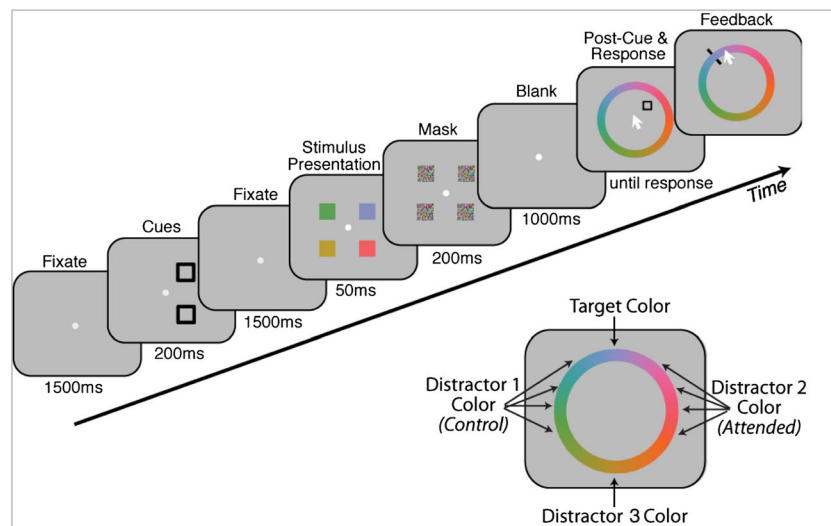 Fixate
1500ms
Cues
200ms
Fixate
1500ms
Stimulus
Presentation
50ms
Mask
200ms
Blank
1000ms
Post-Cue &
Response
until response
Feedback
Time
Target Color
Distractor 1
Color
(Control)
Distractor 2
Color
(Attended)
Distractor 3 Color